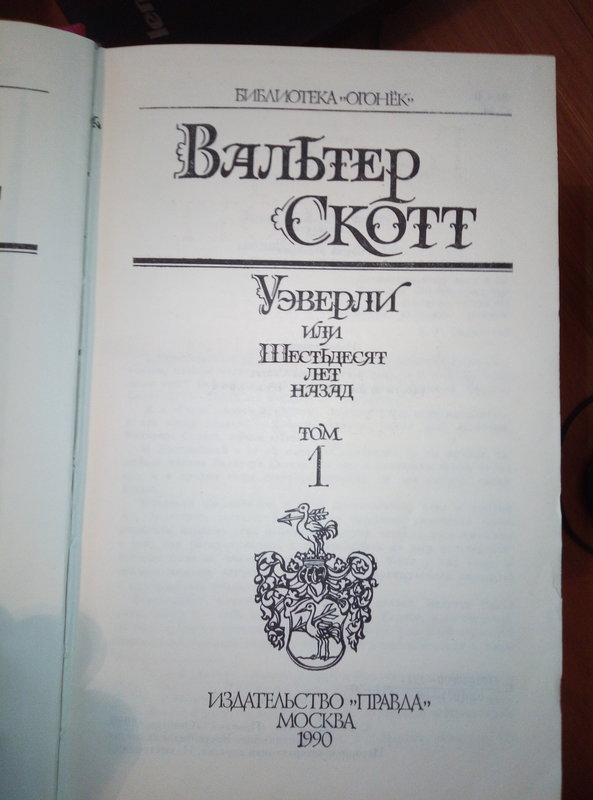 БИБЛИОТЕКА „ОГОНЁК"
ВАЛЬТЕР
СКОТТ
УЭВЕРЛИ
ИЛИ
ШЕСТЬДЕСЯТ
ЛЕТ
НАЗАД
ТОМ
1
ИЗДАТЕЛЬСТВО „ПРАВДА"
МОСКВА
1990